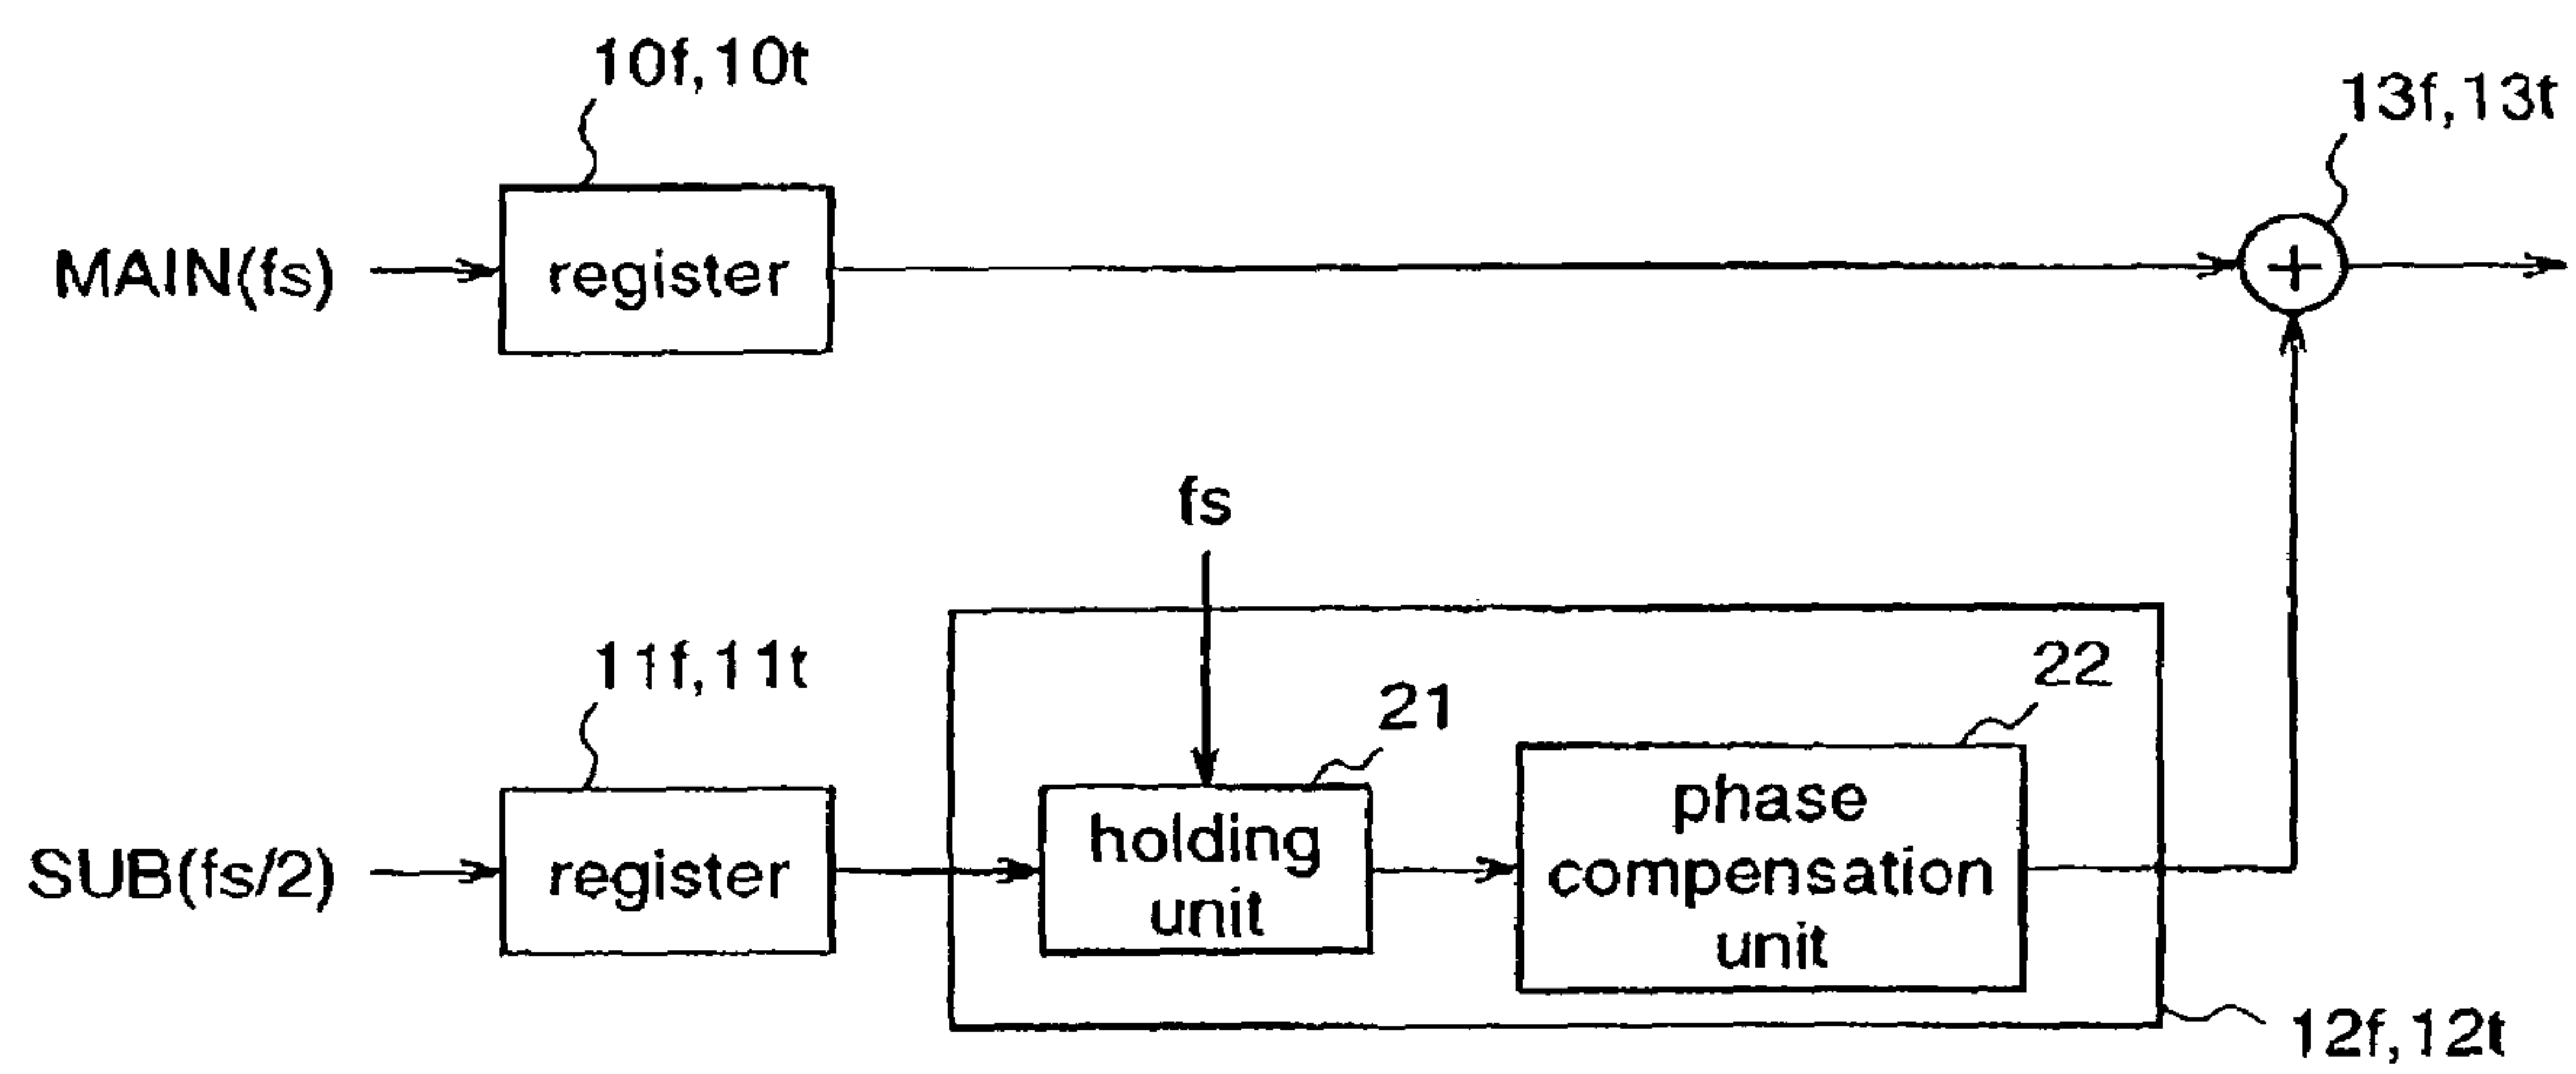 10f,10t
13f,13t
MAIN(fs)
register
+
fs
11f,11t
21
22
SUB(fs/2)
register
holding
unit
phase
compensation
unit
12f,12t